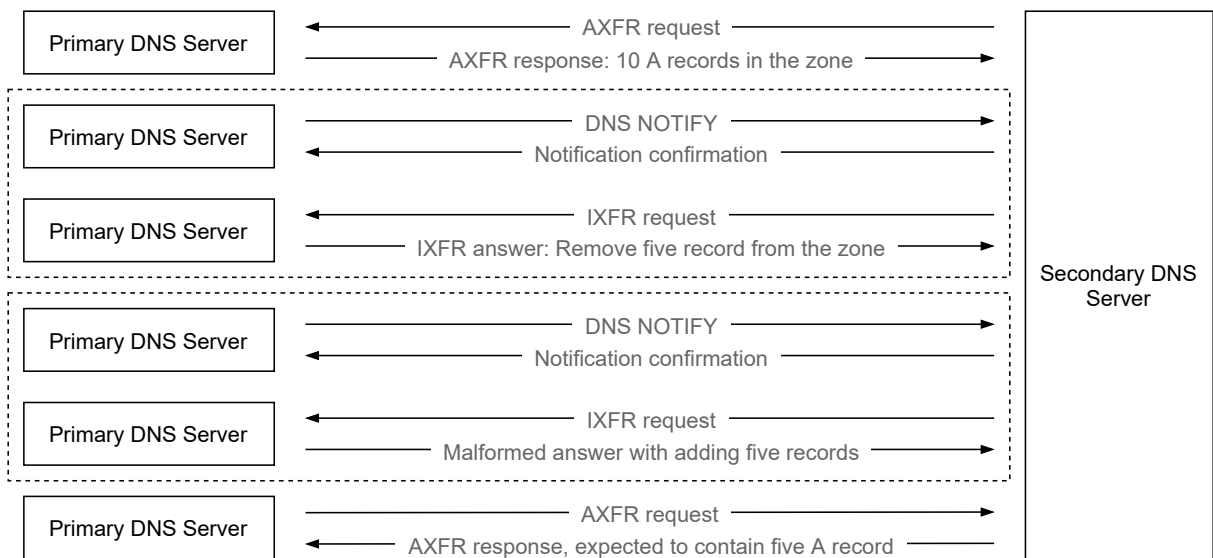 AXFR request
Primary DNS Server
AXFR response: 10 A records in the zone
DNS NOTIFY
Primary DNS Server
Notification confirmation
IXFR request
Primary DNS Server
IXFR answer: Remove five record from the zone
Secondary DNS
Server
DNS NOTIFY
Primary DNS Server
Notification confirmation
IXFR request
Primary DNS Server
Malformed answer with adding five records
AXFR request
Primary DNS Server
AXFR response, expected to contain five A record